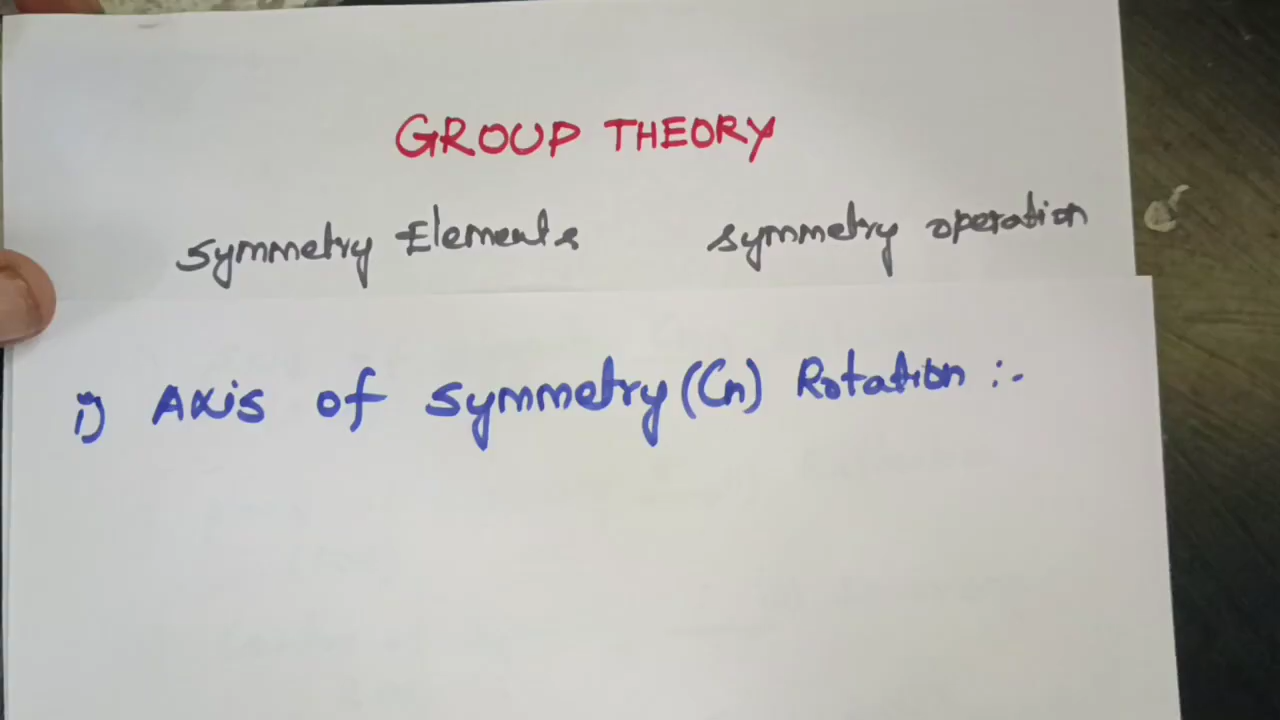 GROUP THEORY
Symmetry Elements symmetry operation
i) Axis of symmetry (Cn) Rotation :-